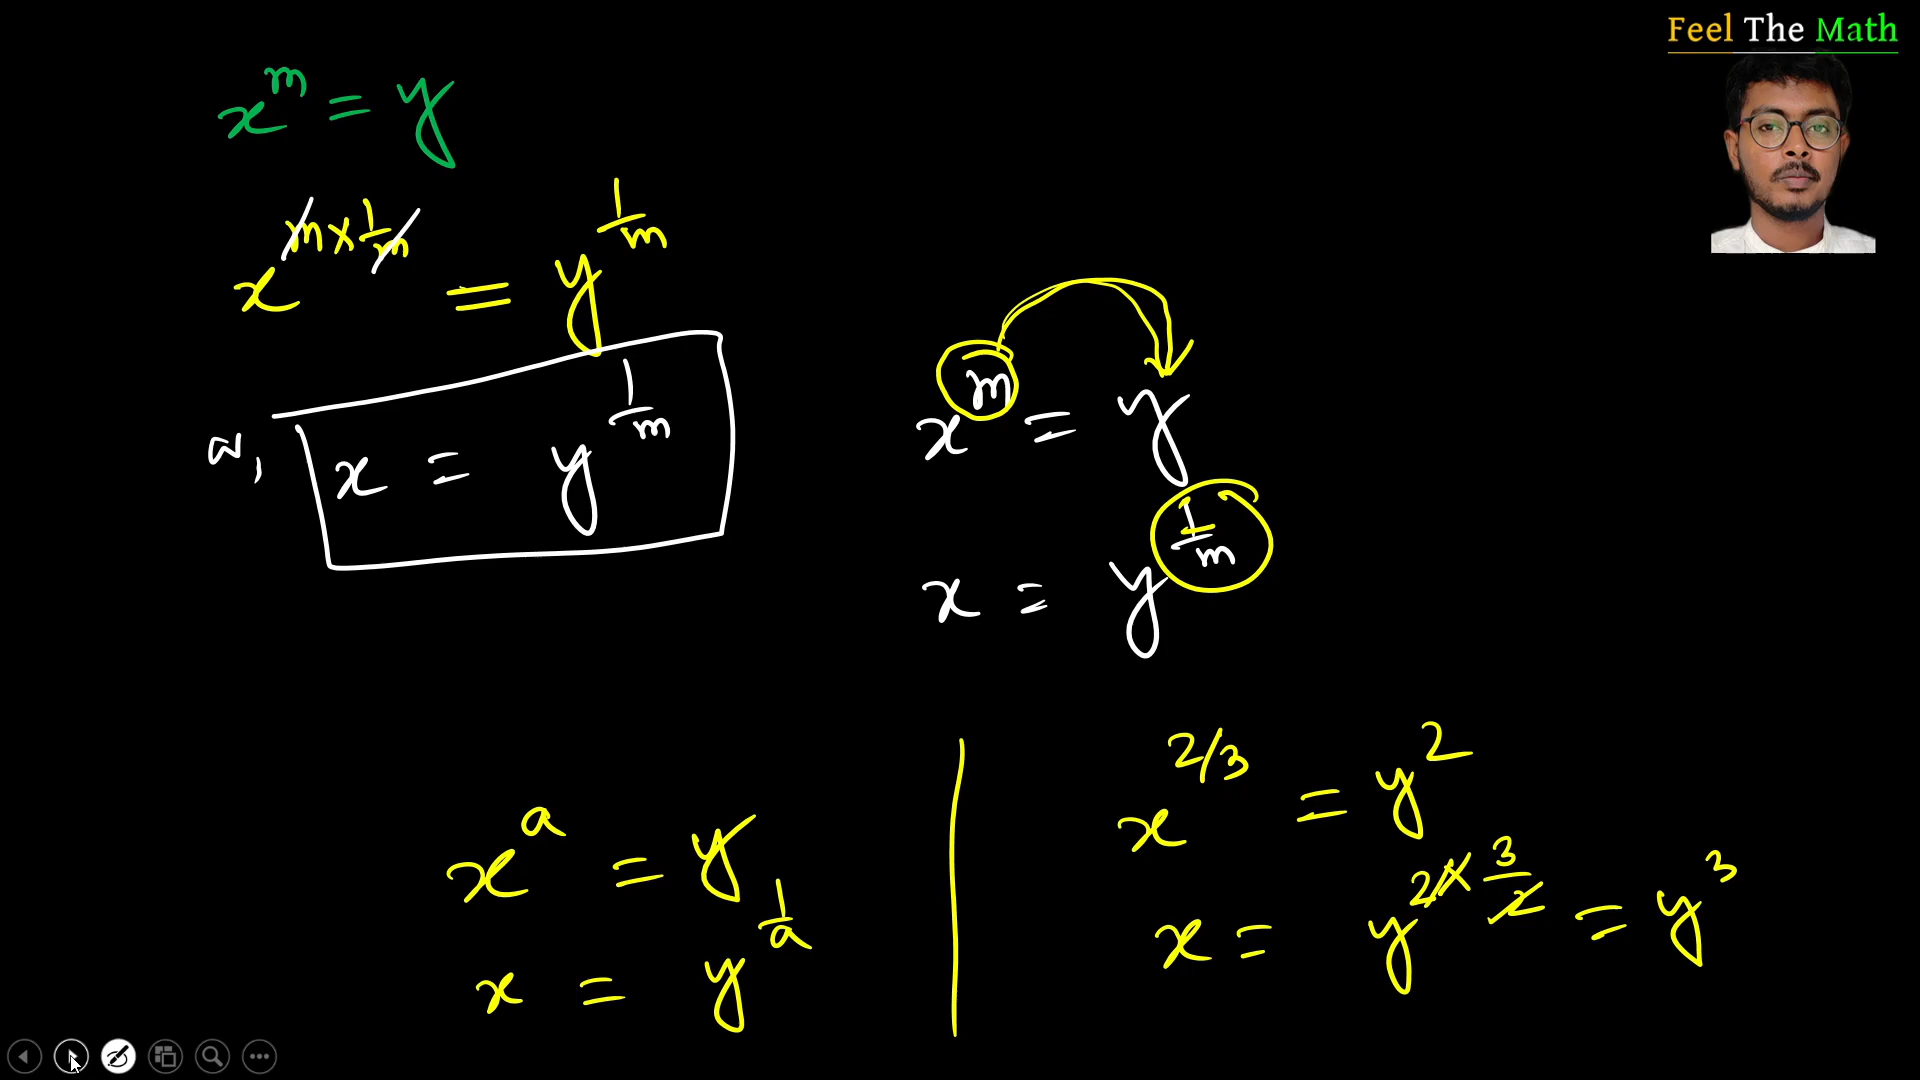 Feel The Math
x^m = y
x^{m×1/m} = y^{1/m}
বা, x = y^{1/m}
x^m = y
x = y^{1/m}
x^a = y
x = y^{1/a}
x^{2/3} = y^2
x = y^{2×3/2} = y^3